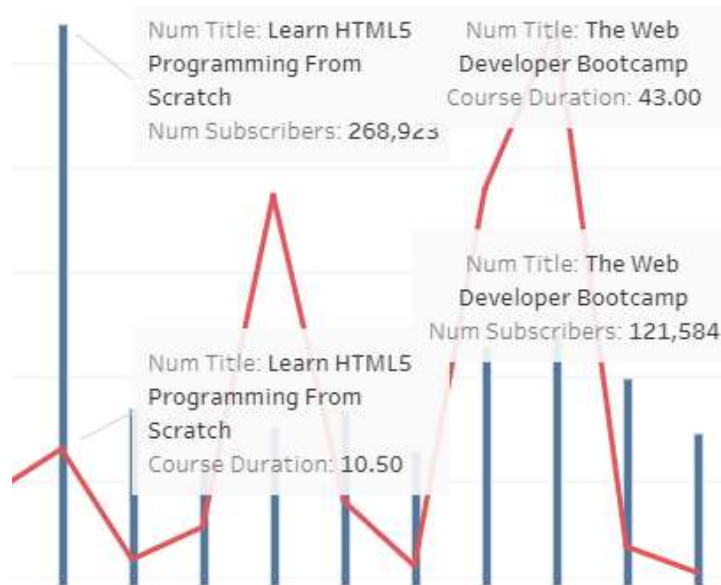 Num Title: Learn HTML5
Programming From
Scratch
Num Subscribers: 268,923
Num Title: The Web
Developer Bootcamp
Course Duration: 43.00
Num Title: The Web
Developer Bootcamp
Num Subscribers: 121,584
Num Title: Learn HTML5
Programming From
Scratch
Course Duration: 10.50